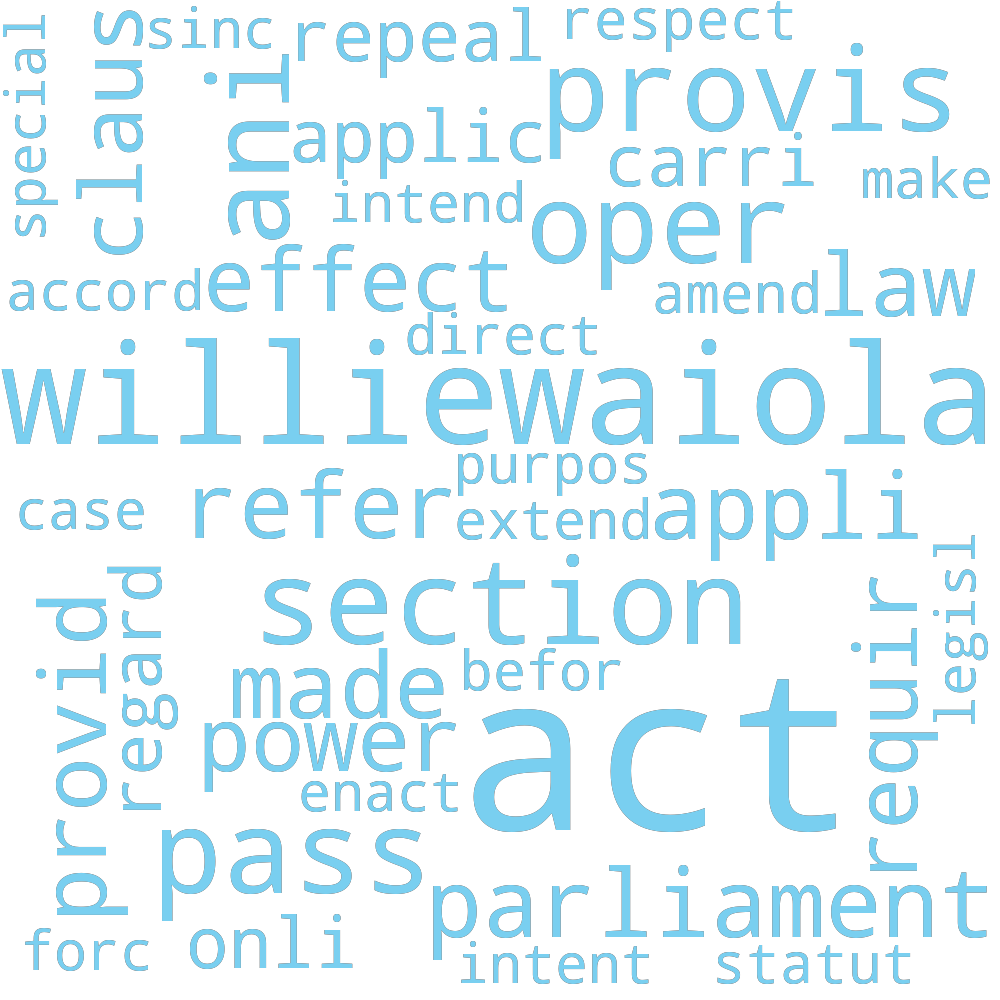 special
claus
sinc
ani
repeal
respect
provis
applic
carri
make
intend
oper
accord
effect
amend
law
direct
williewaiola
purpos
case
refer
extend
appli
section
provid
regard
requir
legisl
made
befor
power
act
enact
pass
parliament
forc
onli
intent
statut